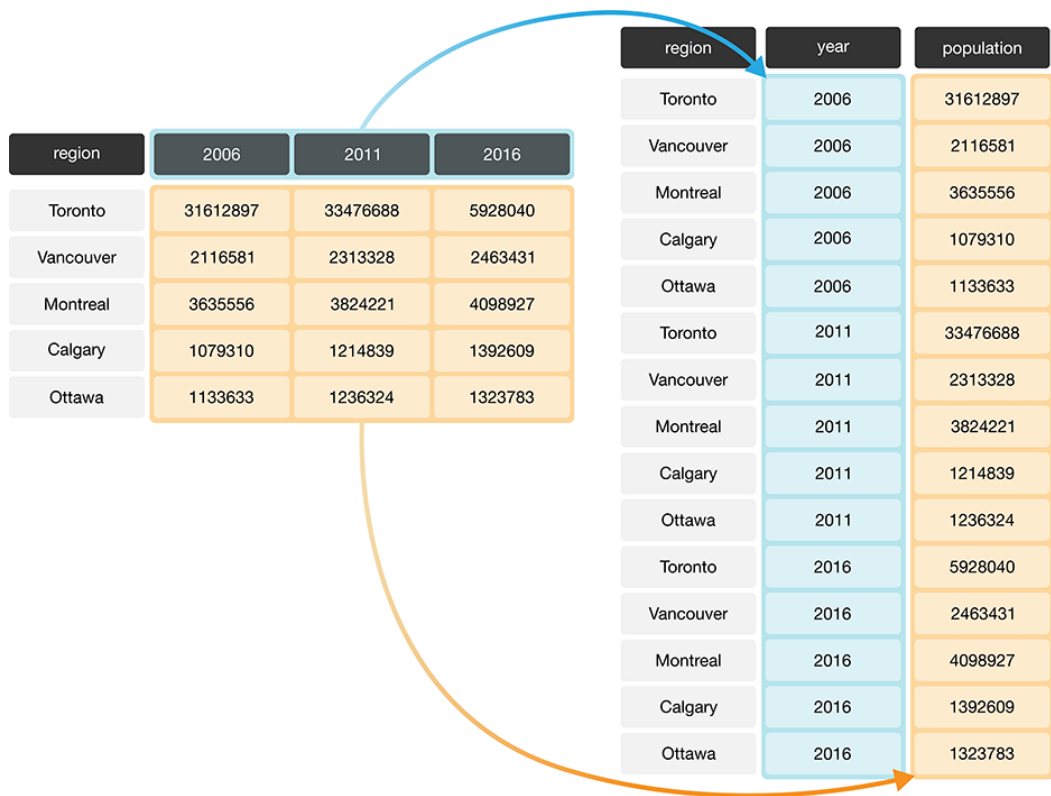 region 2006 2011 2016
Toronto 31612897 33476688 5928040
Vancouver 2116581 2313328 2463431
Montreal 3635556 3824221 4098927
Calgary 1079310 1214839 1392609
Ottawa 1133633 1236324 1323783
region year population
Toronto 2006 31612897
Vancouver 2006 2116581
Montreal 2006 3635556
Calgary 2006 1079310
Ottawa 2006 1133633
Toronto 2011 33476688
Vancouver 2011 2313328
Montreal 2011 3824221
Calgary 2011 1214839
Ottawa 2011 1236324
Toronto 2016 5928040
Vancouver 2016 2463431
Montreal 2016 4098927
Calgary 2016 1392609
Ottawa 2016 1323783